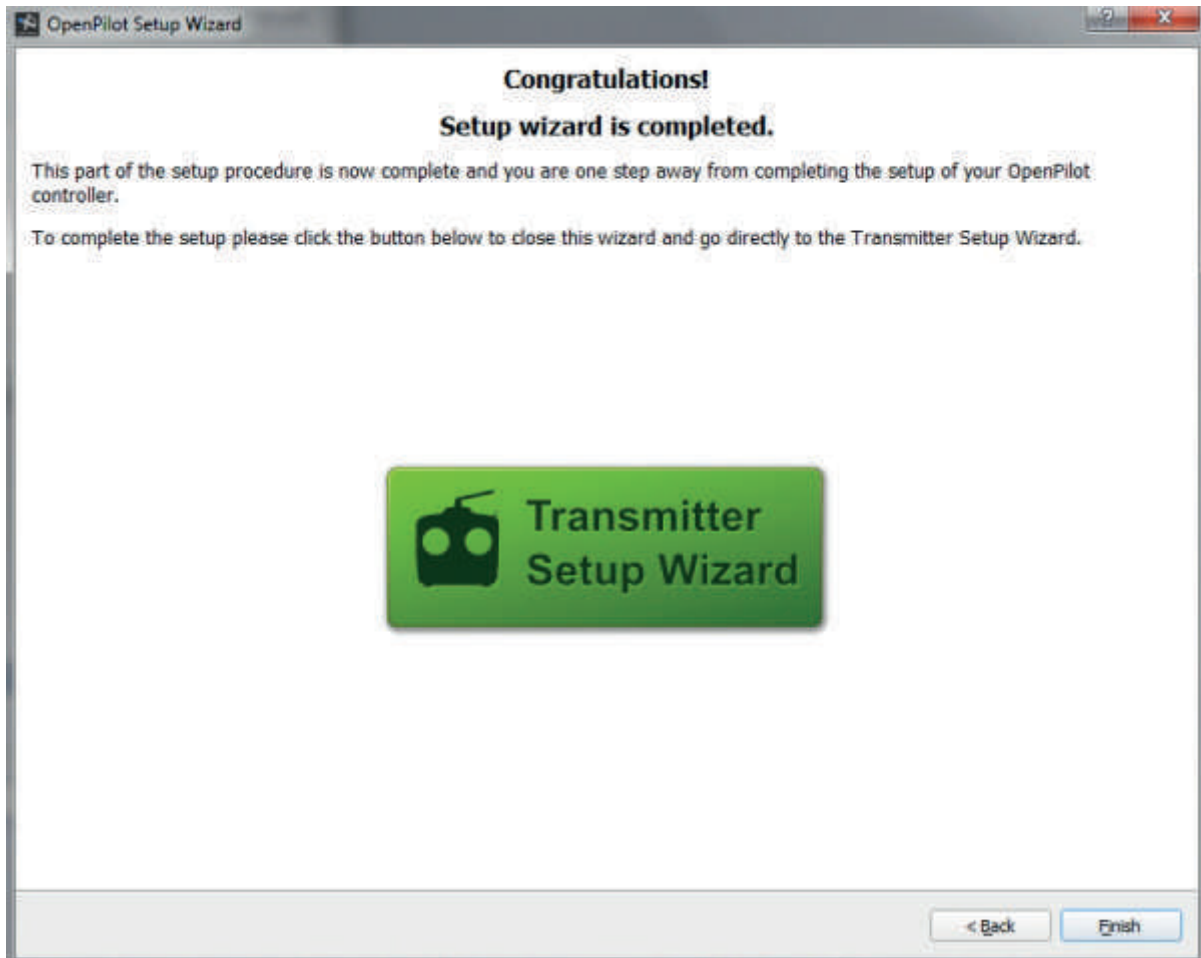 OpenPilot Setup Wizard
Congratulations!
Setup wizard is completed.
This part of the setup procedure is now complete and you are one step away from completing the setup of your OpenPilot
controller.
To complete the setup please click the button below to close this wizard and go directly to the Transmitter Setup Wizard.
Transmitter
Setup Wizard
< Back
Finish